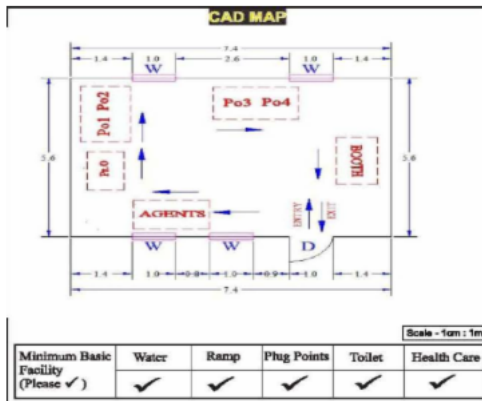 CAD MAP
7.4
1.4 1.0 2.6 1.0 1.4
W W
Po1 Po2
Po3 Po4
5.6 5.6
Pr.O
BOOTH
AGENTS
ENTRY EXIT
W W D
1.4 1.0 0.8 1.0 0.9 1.0 1.4
7.4
Scale - 1cm : 1m
Minimum Basic Water Ramp Plug Points Toilet Health Care
Facility
(Please ✓) ✓ ✓ ✓ ✓ ✓